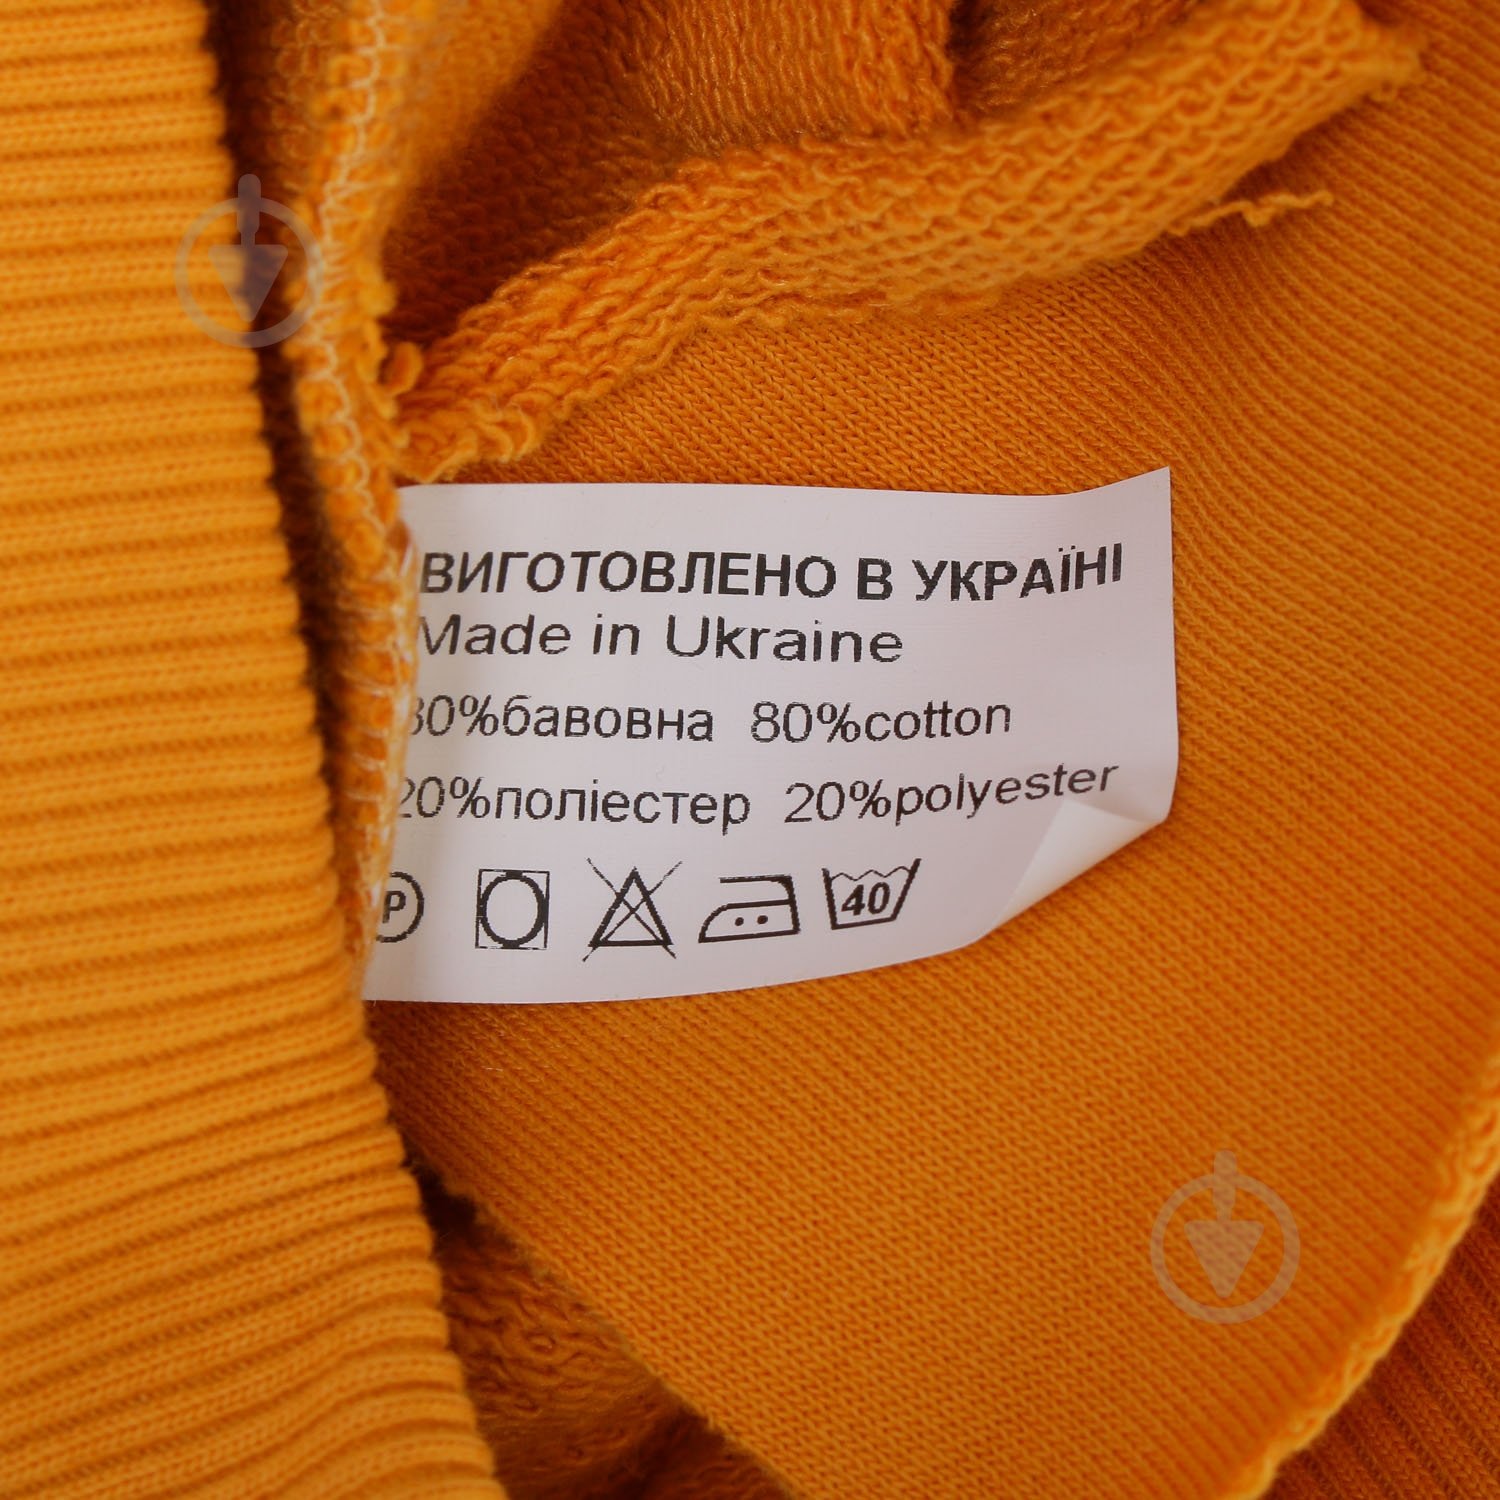 ВИГОТОВЛЕНО В УКРАЇНІ
Made in Ukraine
80%бавовна 80%cotton
20%поліестер 20%polyester
P 40